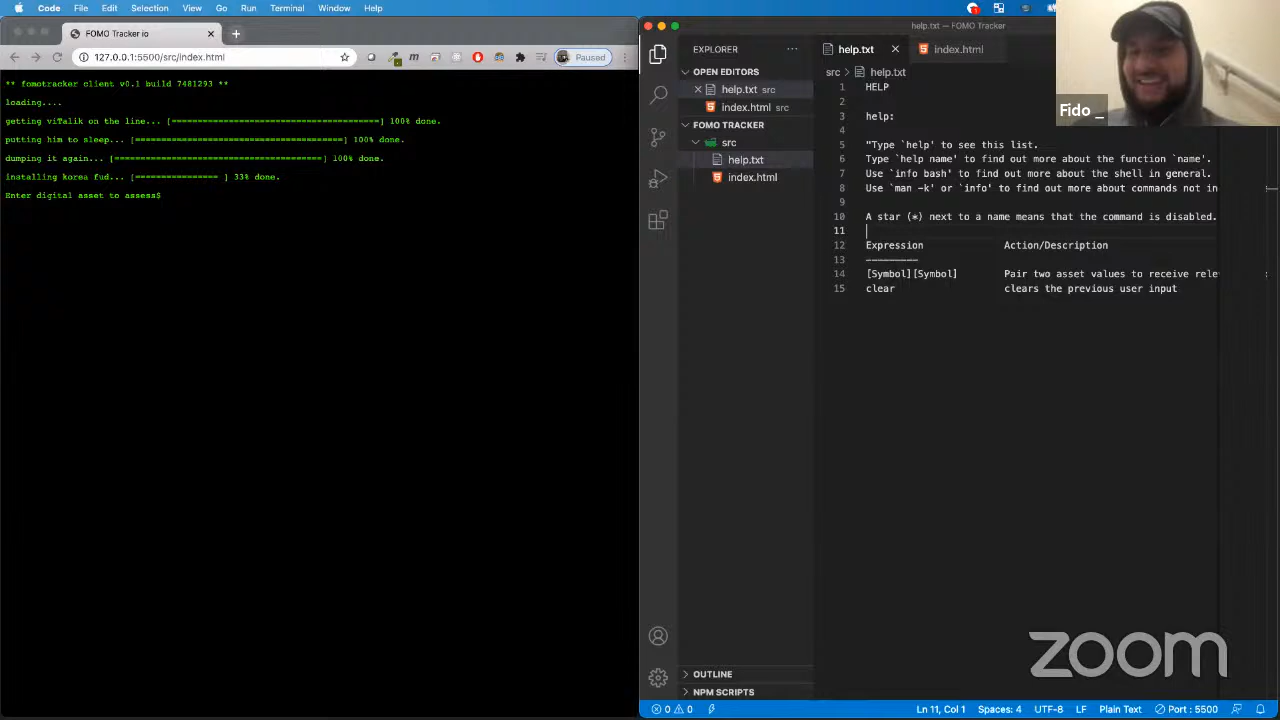 Code File Edit Selection View Go Run Terminal Window Help
FOMO Tracker io
127.0.0.1:5500/src/index.html
Paused
** fomotracker client v0.1 build 7481293 **
loading....
getting viTalik on the line... [========================================] 100% done.
putting him to sleep... [========================================] 100% done.
dumping it again... [========================================] 100% done.
installing korea fud... [================ ] 33% done.
Enter digital asset to assess$
help.txt — FOMO Tracker
EXPLORER
OPEN EDITORS
help.txt src
index.html src
FOMO TRACKER
src
help.txt
index.html
OUTLINE
NPM SCRIPTS
help.txt
index.html
src > help.txt
1 HELP
2
3 help:
4
5 "Type `help' to see this list.
6 Type `help name' to find out more about the function `name'.
7 Use `info bash' to find out more about the shell in general.
8 Use `man -k' or `info' to find out more about commands not in
9
10 A star (*) next to a name means that the command is disabled.
11
12 Expression Action/Description
13 ---------
14 [Symbol][Symbol] Pair two asset values to receive rele
15 clear clears the previous user input
Fido _
zoom
0 0 Ln 11, Col 1 Spaces: 4 UTF-8 LF Plain Text Port : 5500